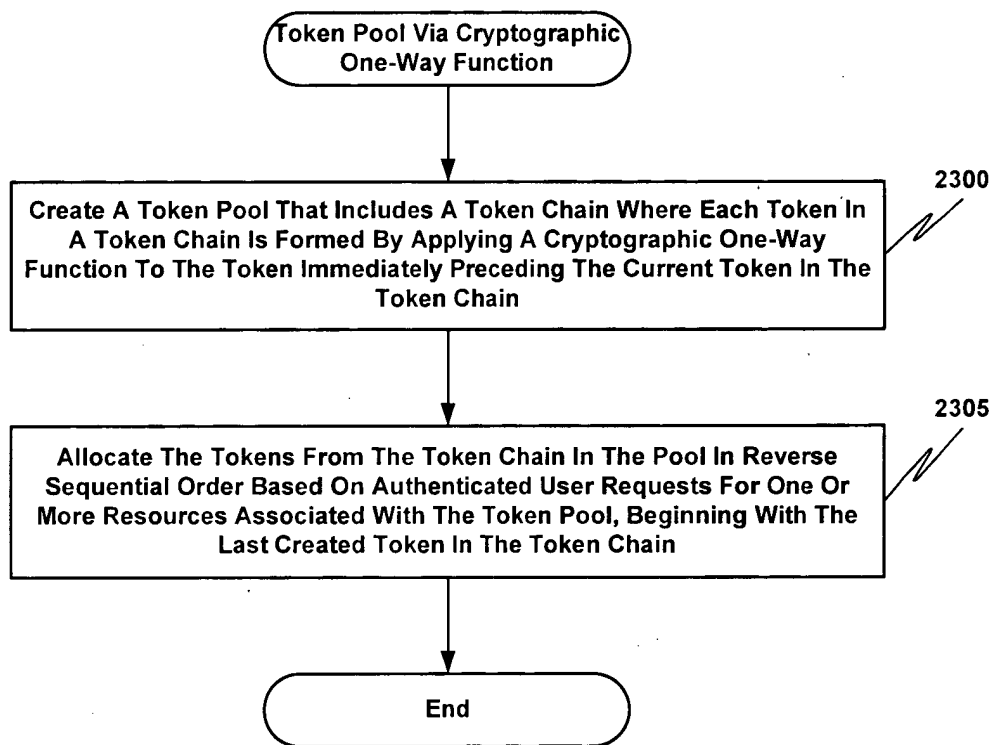 Token Pool Via Cryptographic
One-Way Function
2300
Create A Token Pool That Includes A Token Chain Where Each Token In
A Token Chain Is Formed By Applying A Cryptographic One-Way
Function To The Token Immediately Preceding The Current Token In The
Token Chain
2305
Allocate The Tokens From The Token Chain In The Pool In Reverse
Sequential Order Based On Authenticated User Requests For One Or
More Resources Associated With The Token Pool, Beginning With The
Last Created Token In The Token Chain
End